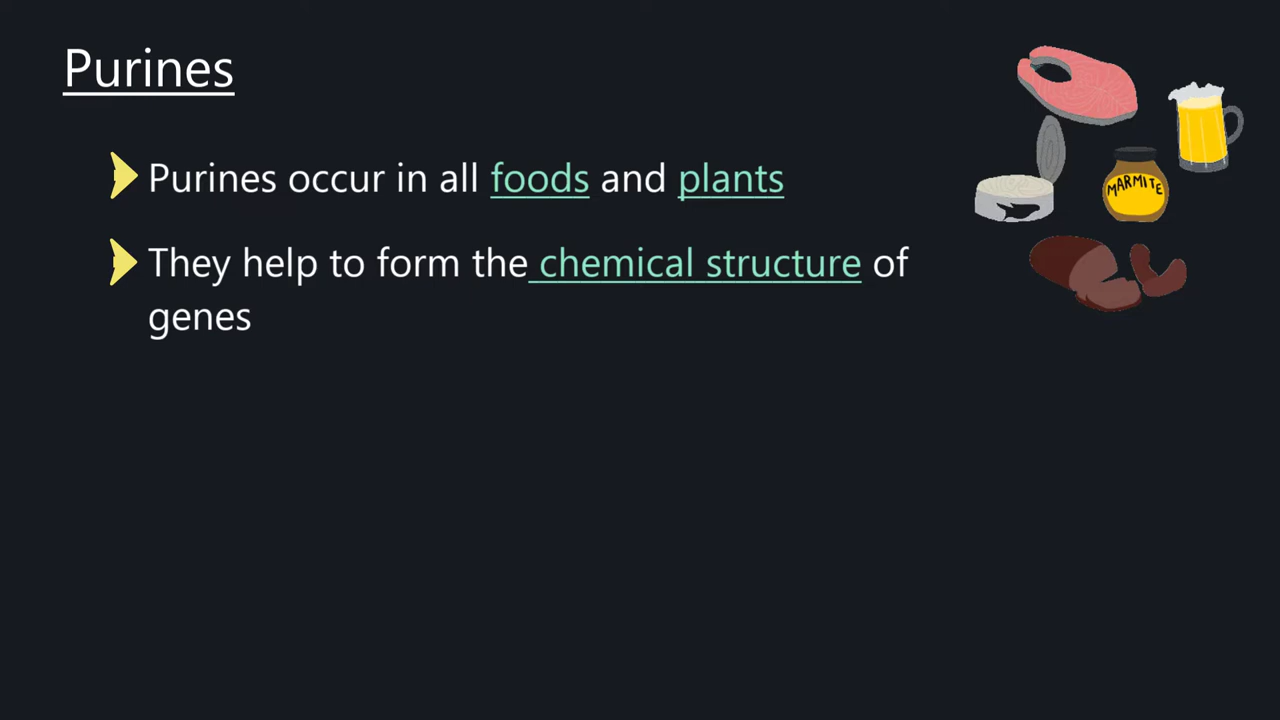 Purines
Purines occur in all foods and plants
They help to form the chemical structure of
genes
MARMITE